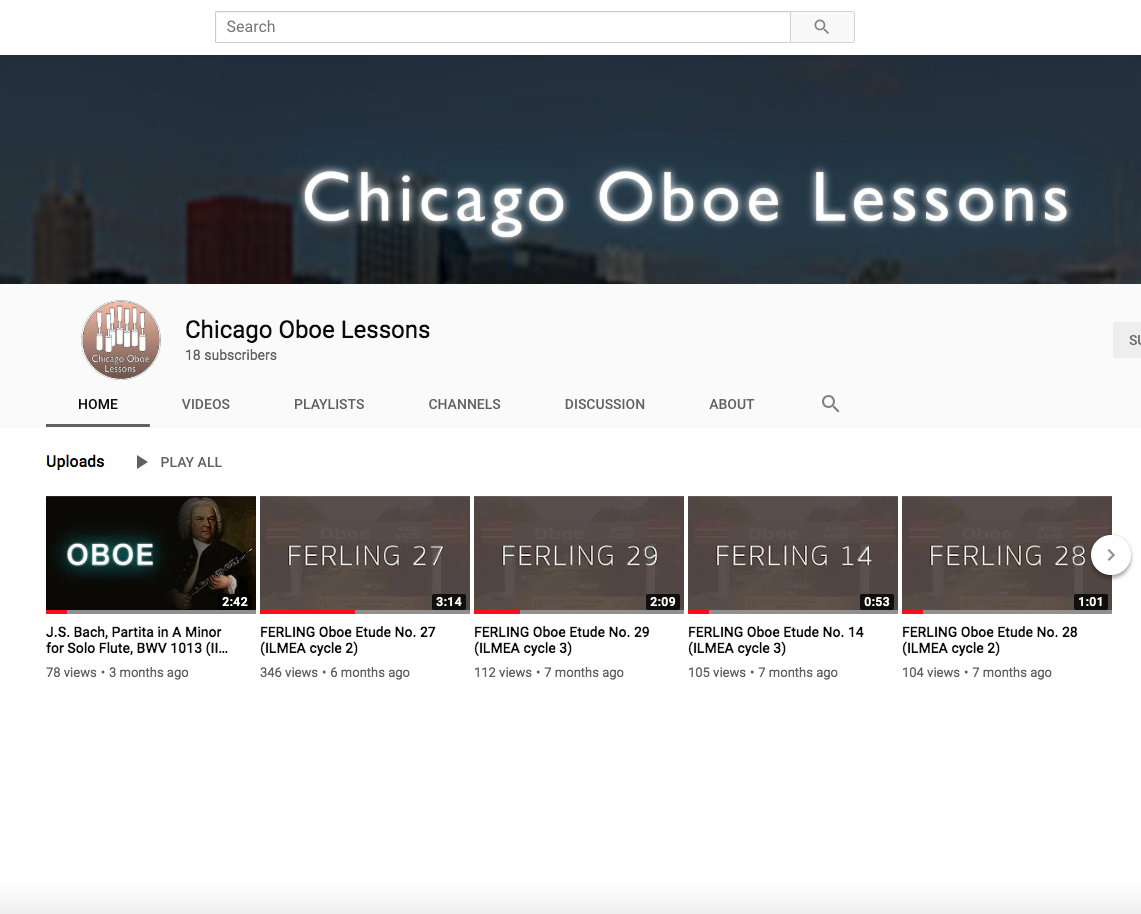 Search
Chicago Oboe Lessons
Chicago Oboe
Lessons
Chicago Oboe Lessons
18 subscribers
SU
HOME VIDEOS PLAYLISTS CHANNELS DISCUSSION ABOUT
Uploads PLAY ALL
OBOE
2:42
FERLING 27
3:14
FERLING 29
2:09
FERLING 14
0:53
FERLING 28
1:01
J.S. Bach, Partita in A Minor
for Solo Flute, BWV 1013 (II...
78 views • 3 months ago
FERLING Oboe Etude No. 27
(ILMEA cycle 2)
346 views • 6 months ago
FERLING Oboe Etude No. 29
(ILMEA cycle 3)
112 views • 7 months ago
FERLING Oboe Etude No. 14
(ILMEA cycle 3)
105 views • 7 months ago
FERLING Oboe Etude No. 28
(ILMEA cycle 2)
104 views • 7 months ago